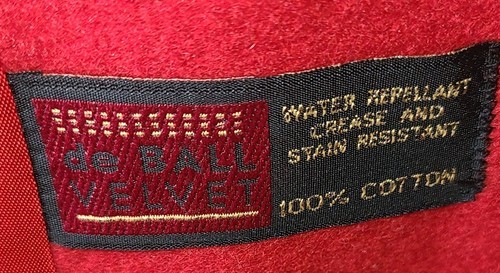 de BALL
VELVET
WATER REPELLANT
CREASE AND
STAIN RESISTANT
100% COTTON